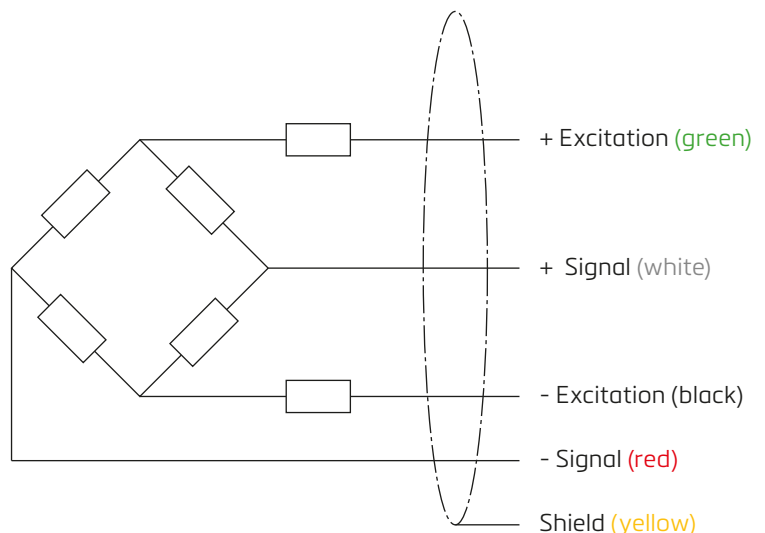 + Excitation (green)
+ Signal (white)
- Excitation (black)
- Signal (red)
Shield (yellow)